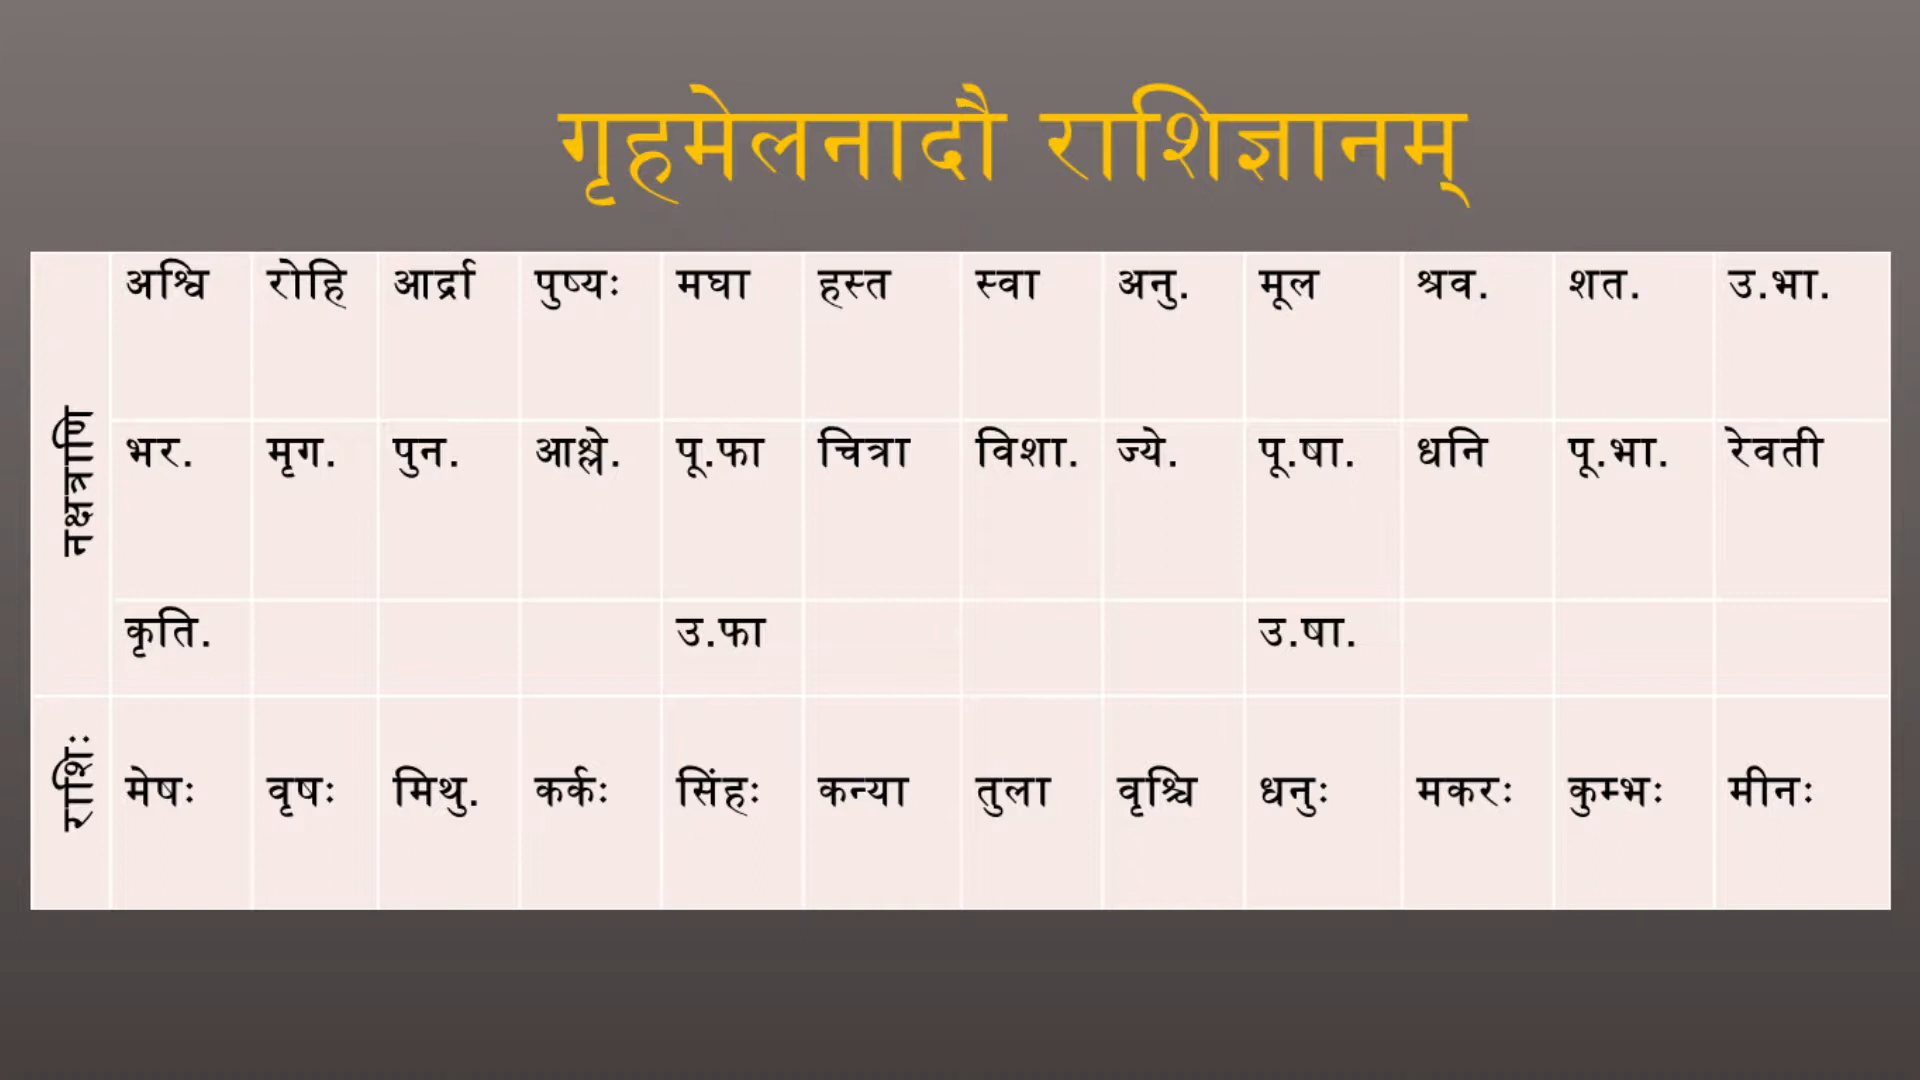 गृहमेलनादौ राशिज्ञानम्
नक्षत्राणि
अश्वि रोहि आर्द्रा पुष्यः मघा हस्त स्वा अनु. मूल श्रव. शत. उ.भा.
भर. मृग. पुन. आश्ले. पू.फा चित्रा विशा. ज्ये. पू.षा. धनि पू.भा. रेवती
कृति. उ.फा उ.षा.
राशिः मेषः वृषः मिथु. कर्कः सिंहः कन्या तुला वृश्चि धनुः मकरः कुम्भः मीनः